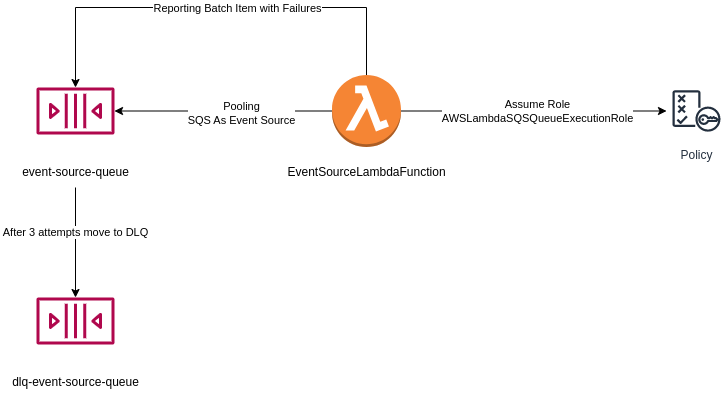 Reporting Batch Item with Failures
Pooling
SQS As Event Source
Assume Role
AWSLambdaSQSQueueExecutionRole
Policy
event-source-queue
EventSourceLambdaFunction
After 3 attempts move to DLQ
dlq-event-source-queue